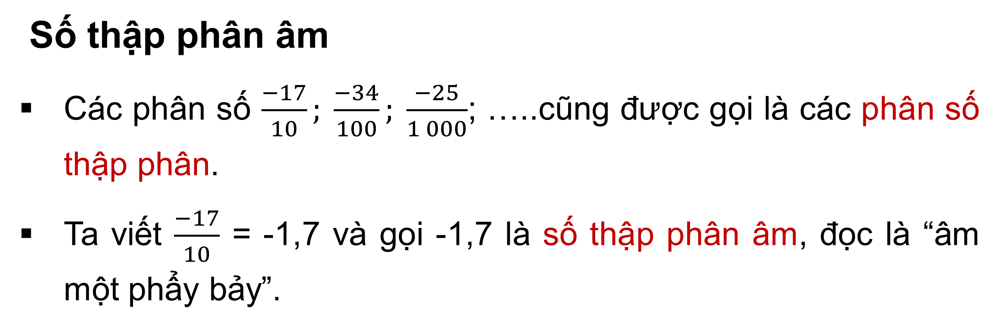 Số thập phân âm
▪ Các phân số −17/10 ; −34/100 ; −25/1 000 ; . . . . .cũng được gọi là các phân số
thập phân.
▪ Ta viết −17/10 = -1,7 và gọi -1,7 là số thập phân âm, đọc là “âm
một phẩy bảy”.